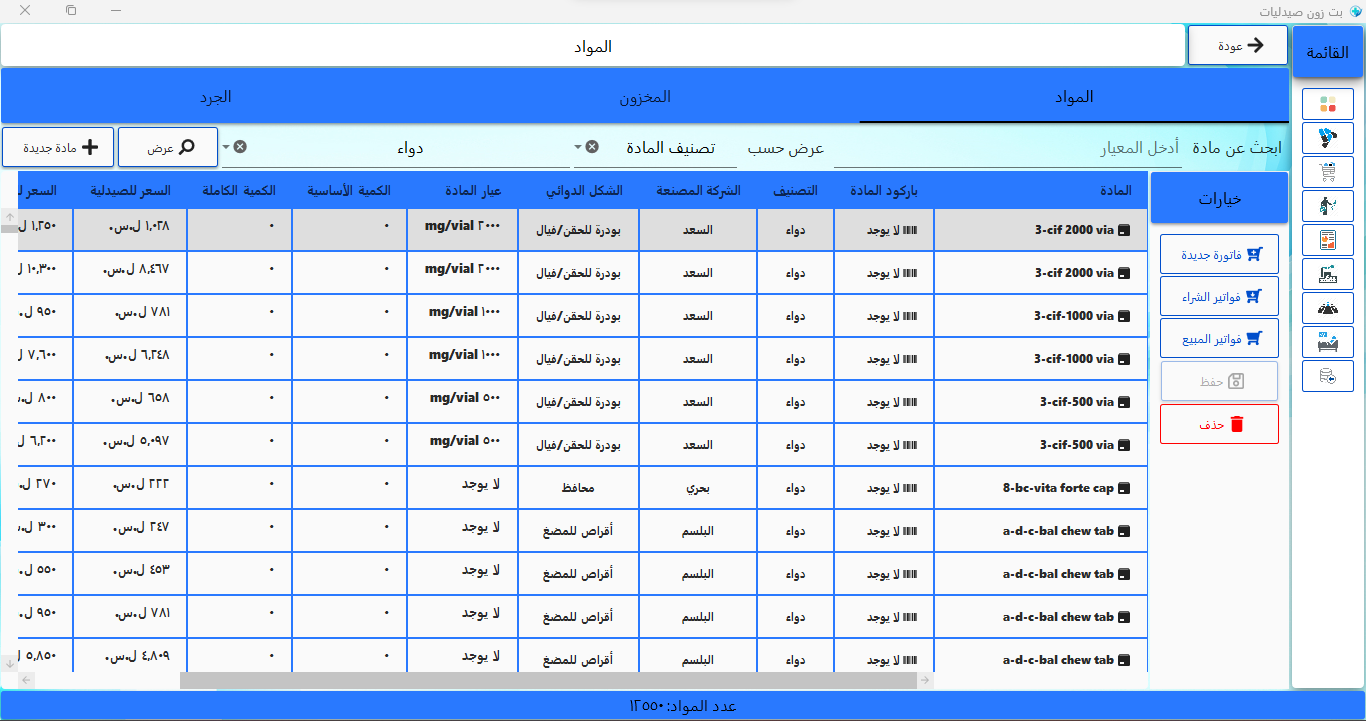 بت زون صيدليات
القائمة
عودة
المواد
المواد المخزون الجرد
ابحث عن مادة أدخل المعيار عرض حسب تصنيف المادة دواء عرض مادة جديدة
خيارات
فاتورة جديدة
فواتير الشراء
فواتير المبيع
حفظ
حذف
المادة باركود المادة التصنيف الشركة المصنعة الشكل الدوائي عيار المادة الكمية الأساسية الكمية الكاملة السعر للصيدلية السعر لل
3-cif 2000 via لا يوجد دواء السعد بودرة للحقن/فيال ٢٠٠٠ mg/vial ٠ ٠ ١,٠٢٨ ل.س. ١,٢٥٠ ل
3-cif 2000 via لا يوجد دواء السعد بودرة للحقن/فيال ٢٠٠٠ mg/vial ٠ ٠ ٨,٤٦٧ ل.س. ١٠,٣٠٠ ل
3-cif-1000 via لا يوجد دواء السعد بودرة للحقن/فيال ١٠٠٠ mg/vial ٠ ٠ ٧٨١ ل.س. ٩٥٠ ل.
3-cif-1000 via لا يوجد دواء السعد بودرة للحقن/فيال ١٠٠٠ mg/vial ٠ ٠ ٦,٢٤٨ ل.س. ٧,٦٠٠ ل
3-cif-500 via لا يوجد دواء السعد بودرة للحقن/فيال ٥٠٠ mg/vial ٠ ٠ ٦٥٨ ل.س. ٨٠٠ ل.
3-cif-500 via لا يوجد دواء السعد بودرة للحقن/فيال ٥٠٠ mg/vial ٠ ٠ ٥,٠٩٧ ل.س. ٦,٢٠٠ ل
8-bc-vita forte cap لا يوجد دواء بحري محافظ لا يوجد ٠ ٠ ٢٢٢ ل.س. ٢٧٠ ل.
a-d-c-bal chew tab لا يوجد دواء البلسم أقراص للمضغ لا يوجد ٠ ٠ ٢٤٧ ل.س. ٣٠٠ ل.
a-d-c-bal chew tab لا يوجد دواء البلسم أقراص للمضغ لا يوجد ٠ ٠ ٤٥٣ ل.س. ٥٥٠ ل.
a-d-c-bal chew tab لا يوجد دواء البلسم أقراص للمضغ لا يوجد ٠ ٠ ٧٨١ ل.س. ٩٥٠ ل.
a-d-c-bal chew tab لا يوجد دواء البلسم أقراص للمضغ لا يوجد ٠ ٠ ٤,٨٠٩ ل.س. ٥,٨٥٠ ل
عدد المواد: ١٢٥٥٠